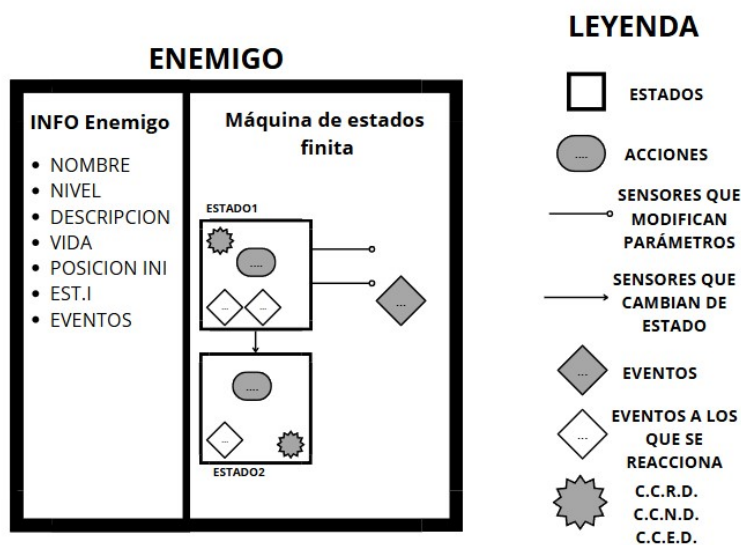 ENEMIGO
INFO Enemigo
• NOMBRE
• NIVEL
• DESCRIPCION
• VIDA
• POSICION INI
• EST.I
• EVENTOS
Máquina de estados
finita
ESTADO1
....
...
...
...
....
...
ESTADO2
LEYENDA
ESTADOS
....
ACCIONES
SENSORES QUE
MODIFICAN
PARÁMETROS
SENSORES QUE
CAMBIAN DE
ESTADO
...
EVENTOS
...
EVENTOS A LOS
QUE SE
REACCIONA
C.C.R.D.
C.C.N.D.
C.C.E.D.